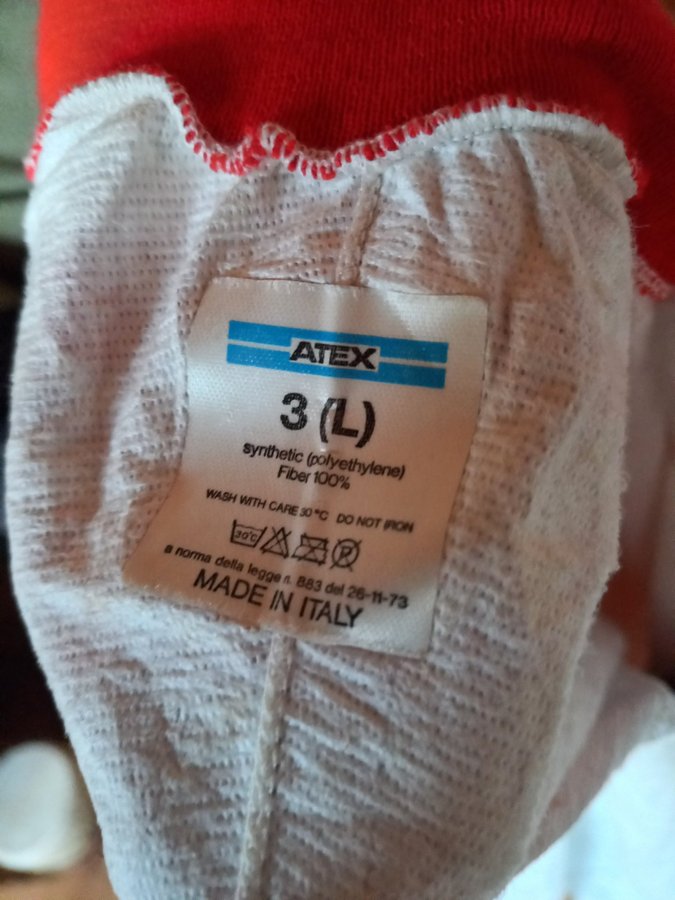 ATEX
3 (L)
synthetic (polyethylene)
Fiber 100%
WASH WITH CARE 30 °C DO NOT IRON
30°C P
a norma della legge n. 883 del 26-11-73
MADE IN ITALY